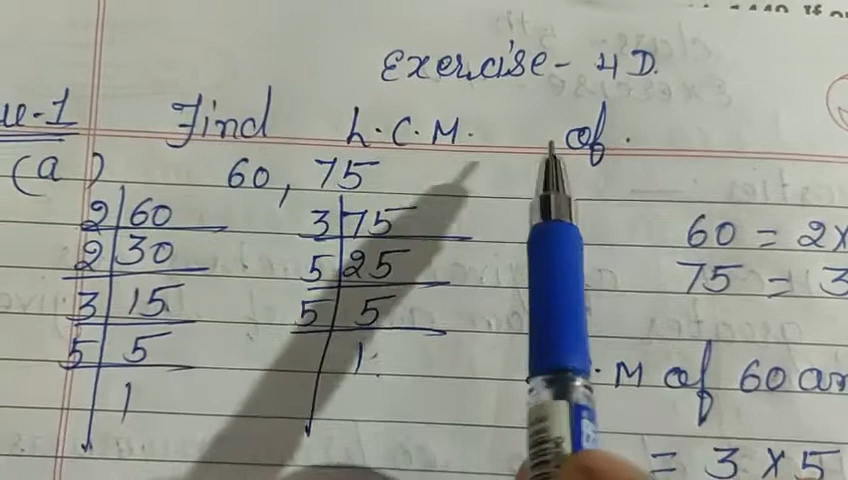 Exercise - 4D.
Find L.C.M. of.
(a) 60, 75
2 60
2 30
3 15
5 5
1
3 75
5 25
5 5
1
60 = 2×
75 = 3
.M of 60
= 3 × 5